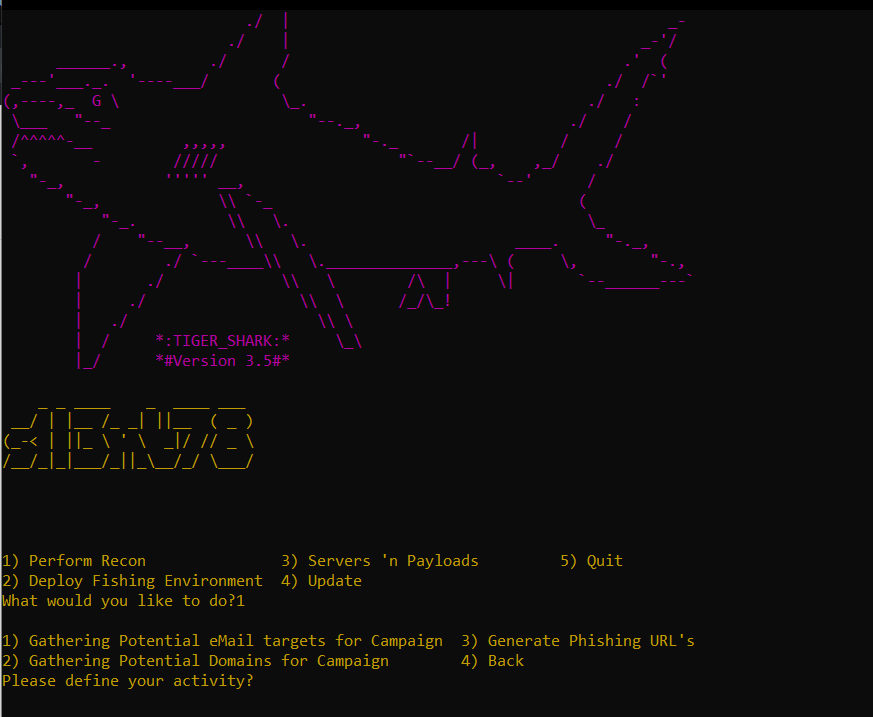 *:TIGER_SHARK:*
*#Version 3.5#*
s13nt78
1) Perform Recon 3) Servers 'n Payloads 5) Quit
2) Deploy Fishing Environment 4) Update
What would you like to do?1
1) Gathering Potential eMail targets for Campaign 3) Generate Phishing URL's
2) Gathering Potential Domains for Campaign 4) Back
Please define your activity?